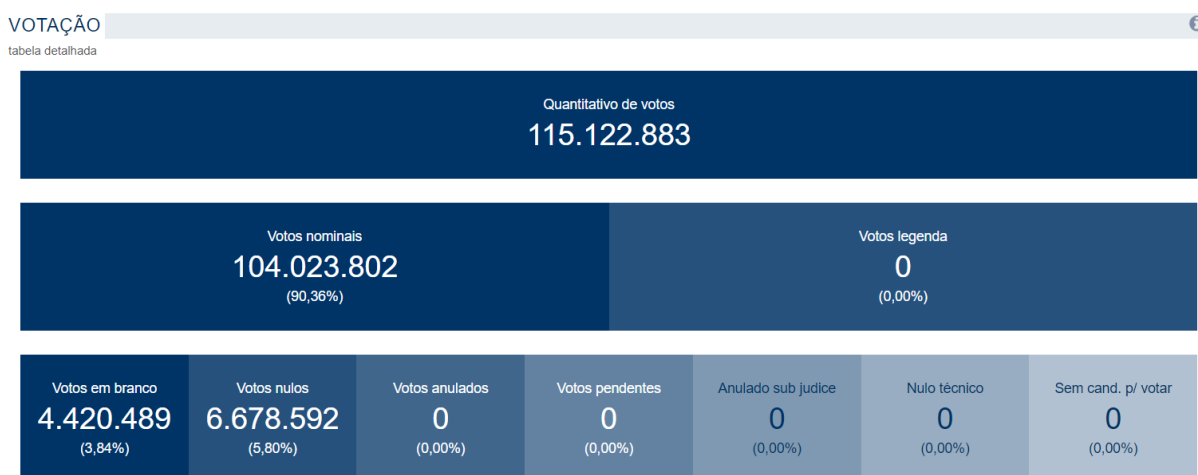 VOTAÇÃO
tabela detalhada
Quantitativo de votos
115.122.883
Votos nominais
104.023.802
(90,36%)
Votos legenda
0
(0,00%)
Votos em branco
4.420.489
(3,84%)
Votos nulos
6.678.592
(5,80%)
Votos anulados
0
(0,00%)
Votos pendentes
0
(0,00%)
Anulado sub judice
0
(0,00%)
Nulo técnico
0
(0,00%)
Sem cand. p/ votar
0
(0,00%)